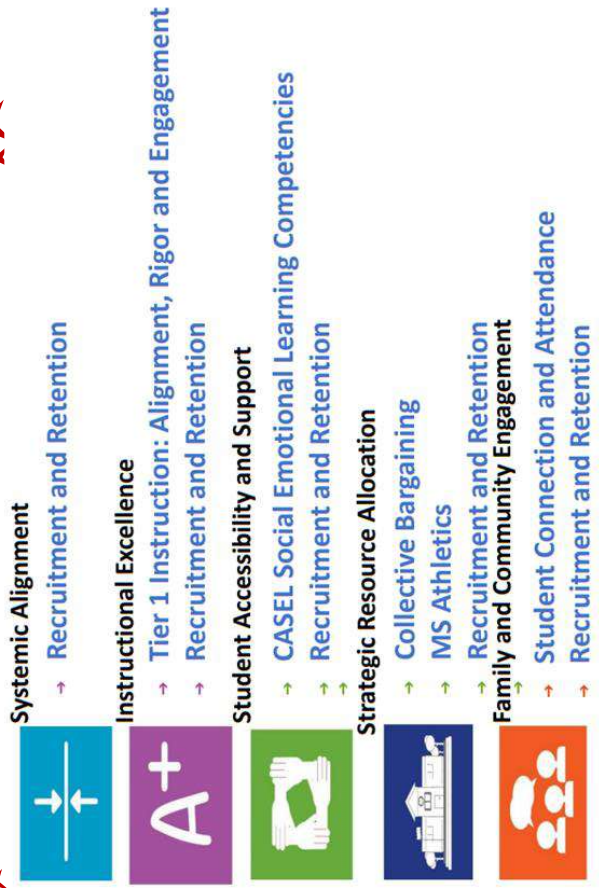 Systemic Alignment
→ Recruitment and Retention
Instructional Excellence
→ Tier 1 Instruction: Alignment, Rigor and Engagement
→ Recruitment and Retention
Student Accessibility and Support
→ CASEL Social Emotional Learning Competencies
→ Recruitment and Retention
→
Strategic Resource Allocation
→ Collective Bargaining
→ MS Athletics
→ Recruitment and Retention
Family and Community Engagement
→ Student Connection and Attendance
→ Recruitment and Retention
A+